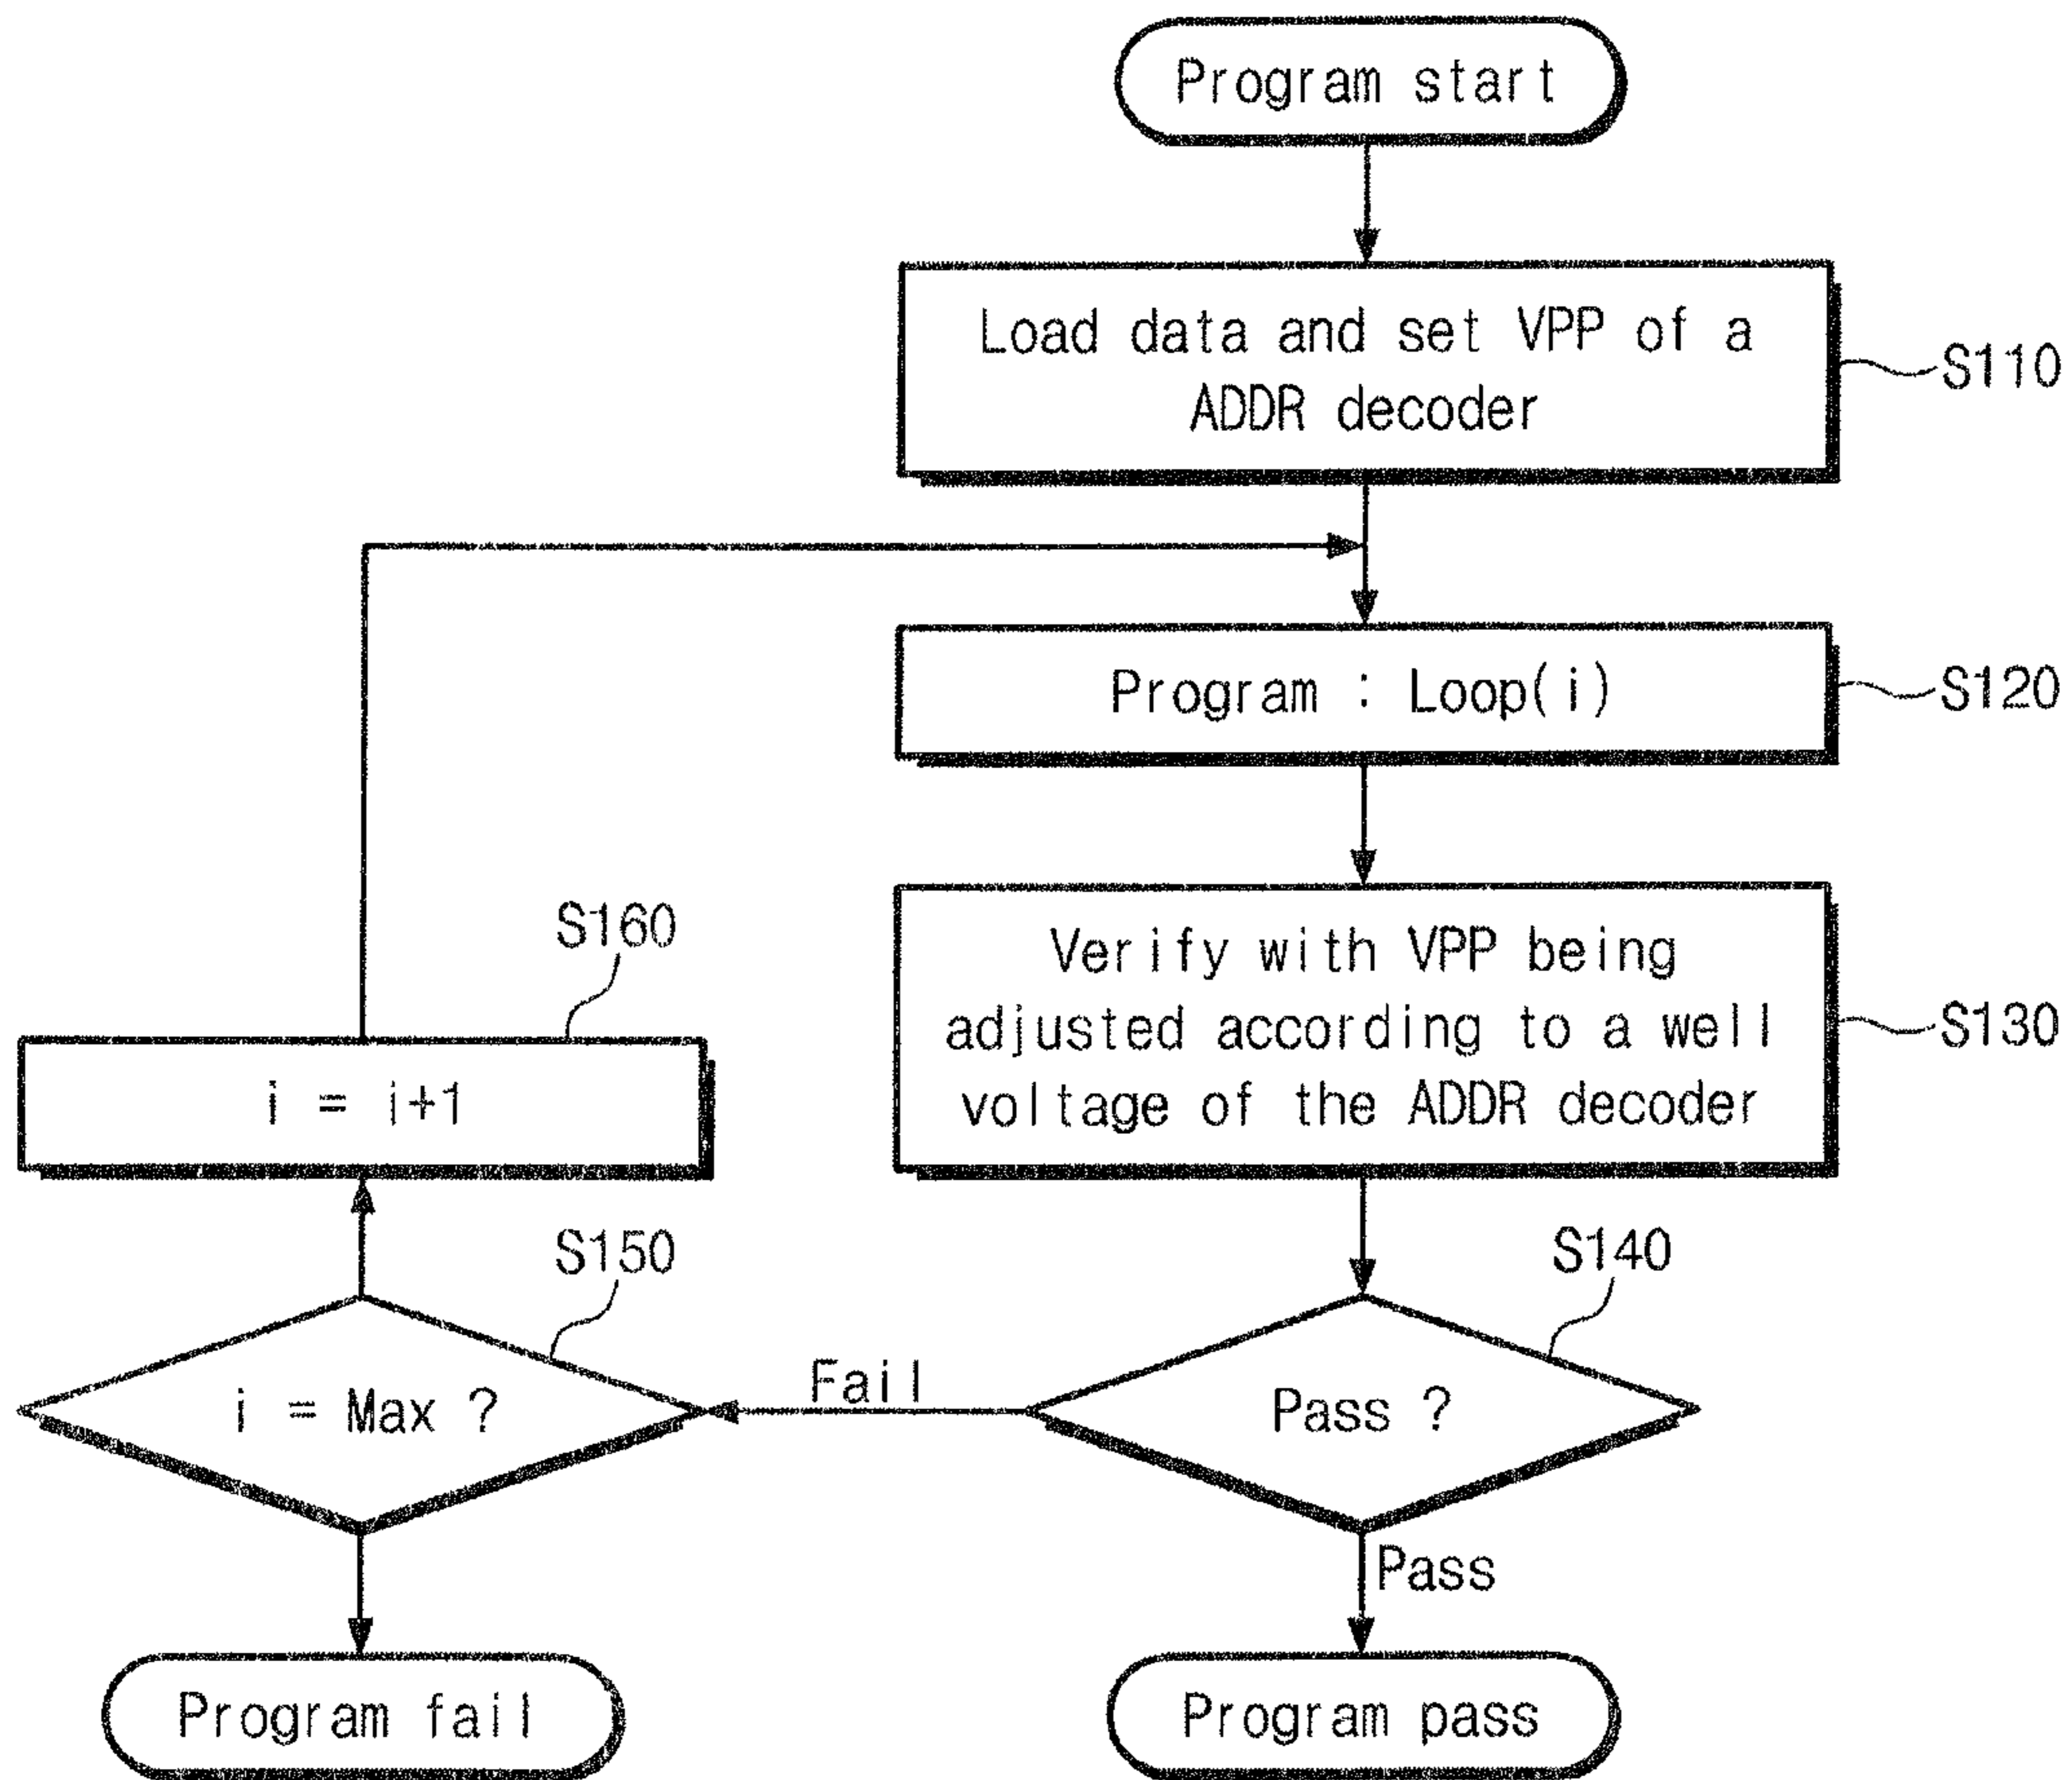 Program start
Load data and set VPP of a
ADDR decoder
S110
Program : Loop(i)
S120
Verify with VPP being
adjusted according to a well
voltage of the ADDR decoder
S130
S160
i = i+1
S150
i = Max ?
Fail
S140
Pass ?
Pass
Program fail
Program pass